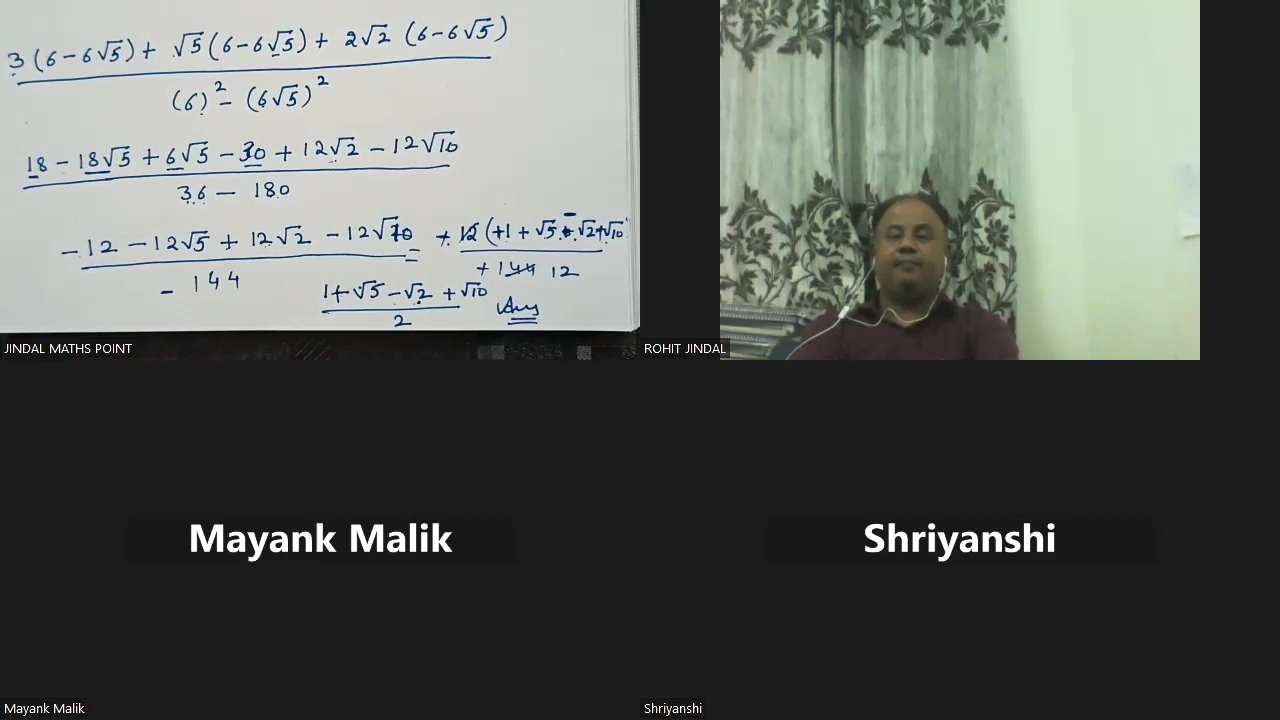 3(6-6√5)+ √5(6-6√5)+ 2√2 (6-6√5)
(6)² - (6√5)²
18 - 18√5 + 6√5 - 30 + 12√2 - 12√10
36 - 180
-12 -12√5 + 12√2 -12√10 + 12(+1 + √5 - √2+√10
- 144 +144 12
1+√5-√2 +√10 Ans
2
JINDAL MATHS POINT
ROHIT JINDAL
Mayank Malik
Shriyanshi
Mayank Malik
Shriyanshi